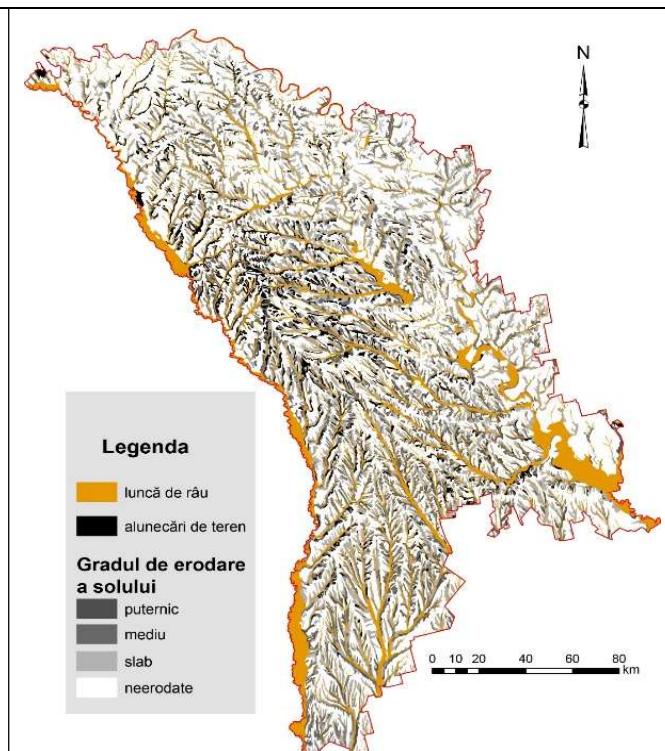 N
Legenda
luncă de râu
alunecări de teren
Gradul de erodare
a solului
puternic
mediu
slab
neerodate
0 5 10 20 40 60 80
km